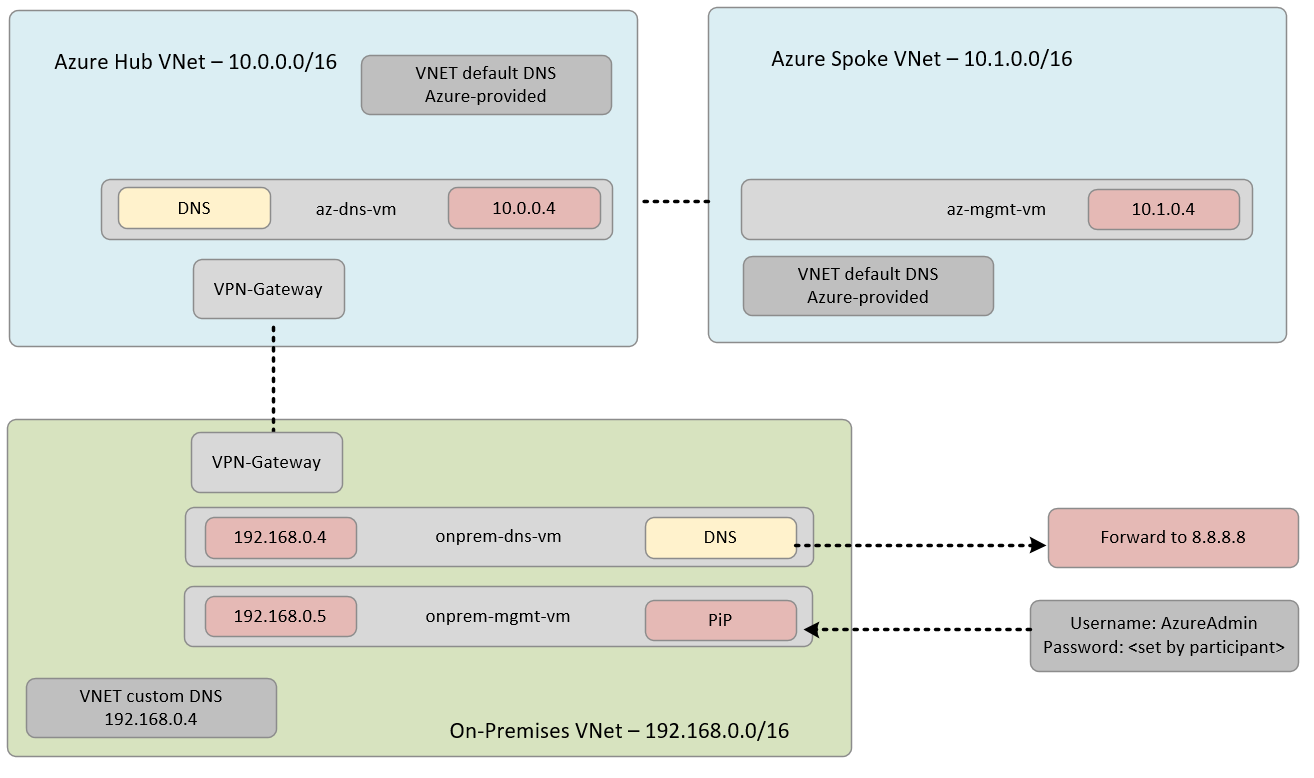 Azure Hub VNet – 10.0.0.0/16
VNET default DNS
Azure-provided
DNS
az-dns-vm
10.0.0.4
VPN-Gateway
Azure Spoke VNet – 10.1.0.0/16
az-mgmt-vm
10.1.0.4
VNET default DNS
Azure-provided
VPN-Gateway
192.168.0.4
onprem-dns-vm
DNS
Forward to 8.8.8.8
192.168.0.5
onprem-mgmt-vm
PiP
Username: AzureAdmin
Password: <set by participant>
VNET custom DNS
192.168.0.4
On-Premises VNet – 192.168.0.0/16